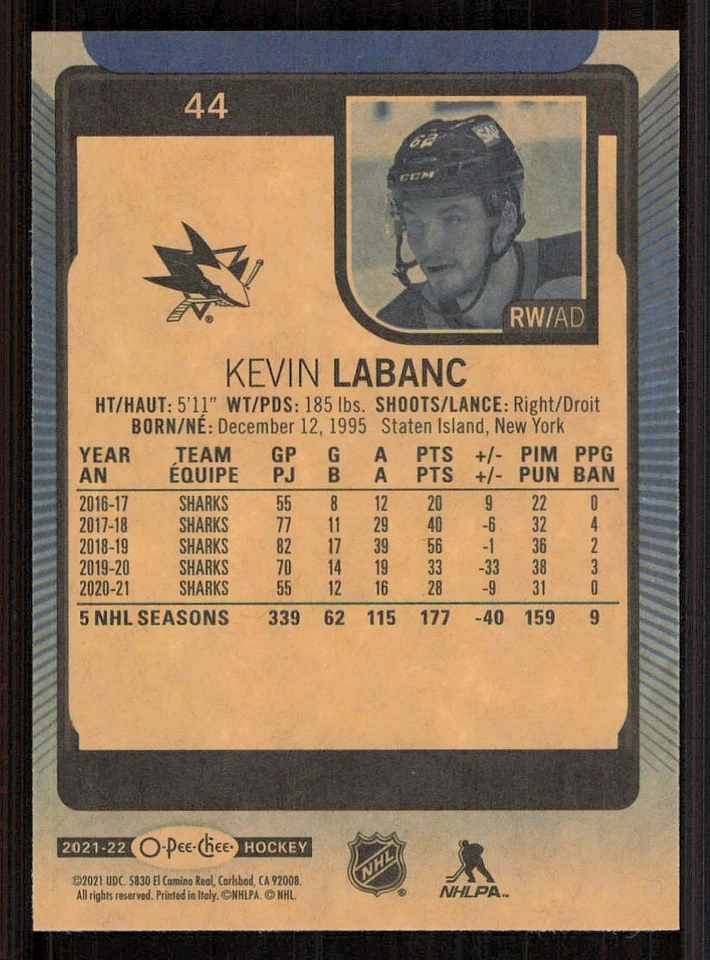 44
62
CCM
RW/AD
®
KEVIN LABANC
HT/HAUT: 5'11" WT/PDS: 185 lbs. SHOOTS/LANCE: Right/Droit
BORN/NÉ: December 12, 1995 Staten Island, New York
YEAR TEAM GP G A PTS +/- PIM PPG
AN ÉQUIPE PJ B A PTS +/- PUN BAN
2016-17 SHARKS 55 8 12 20 9 22 0
2017-18 SHARKS 77 11 29 40 -6 32 4
2018-19 SHARKS 82 17 39 56 -1 36 2
2019-20 SHARKS 70 14 19 33 -33 38 3
2020-21 SHARKS 55 12 16 28 -9 31 0
5 NHL SEASONS 339 62 115 177 -40 159 9
2021-22 O-Pee-Chee HOCKEY
©2021 UDC. 5830 El Camino Real, Carlsbad, CA 92008.
All rights reserved. Printed in Italy. ©NHLPA. © NHL.
NHL ®
NHLPA™